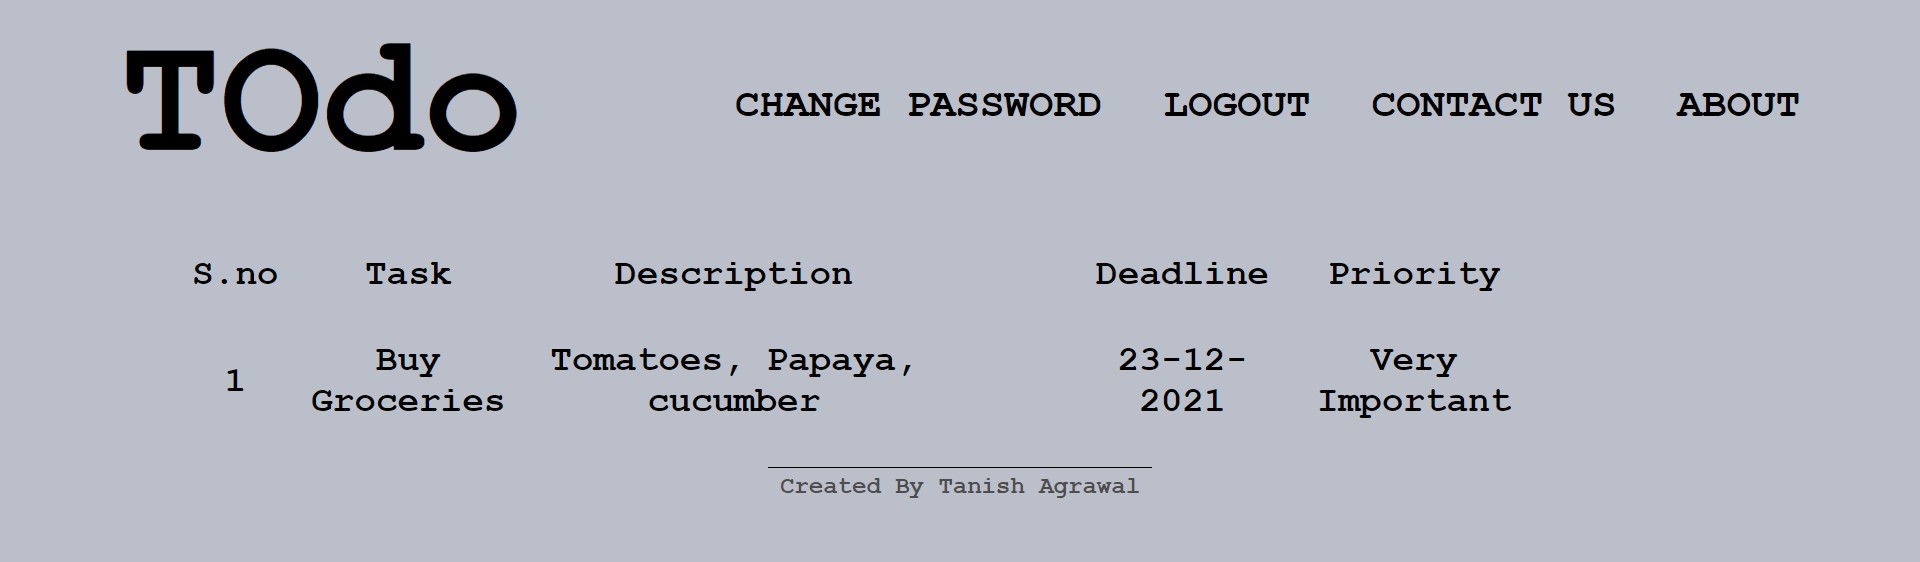 TOdo
CHANGE PASSWORD LOGOUT CONTACT US ABOUT
S.no Task Description Deadline Priority
1 Buy Groceries Tomatoes, Papaya, cucumber 23-12-2021 Very Important
Created By Tanish Agrawal